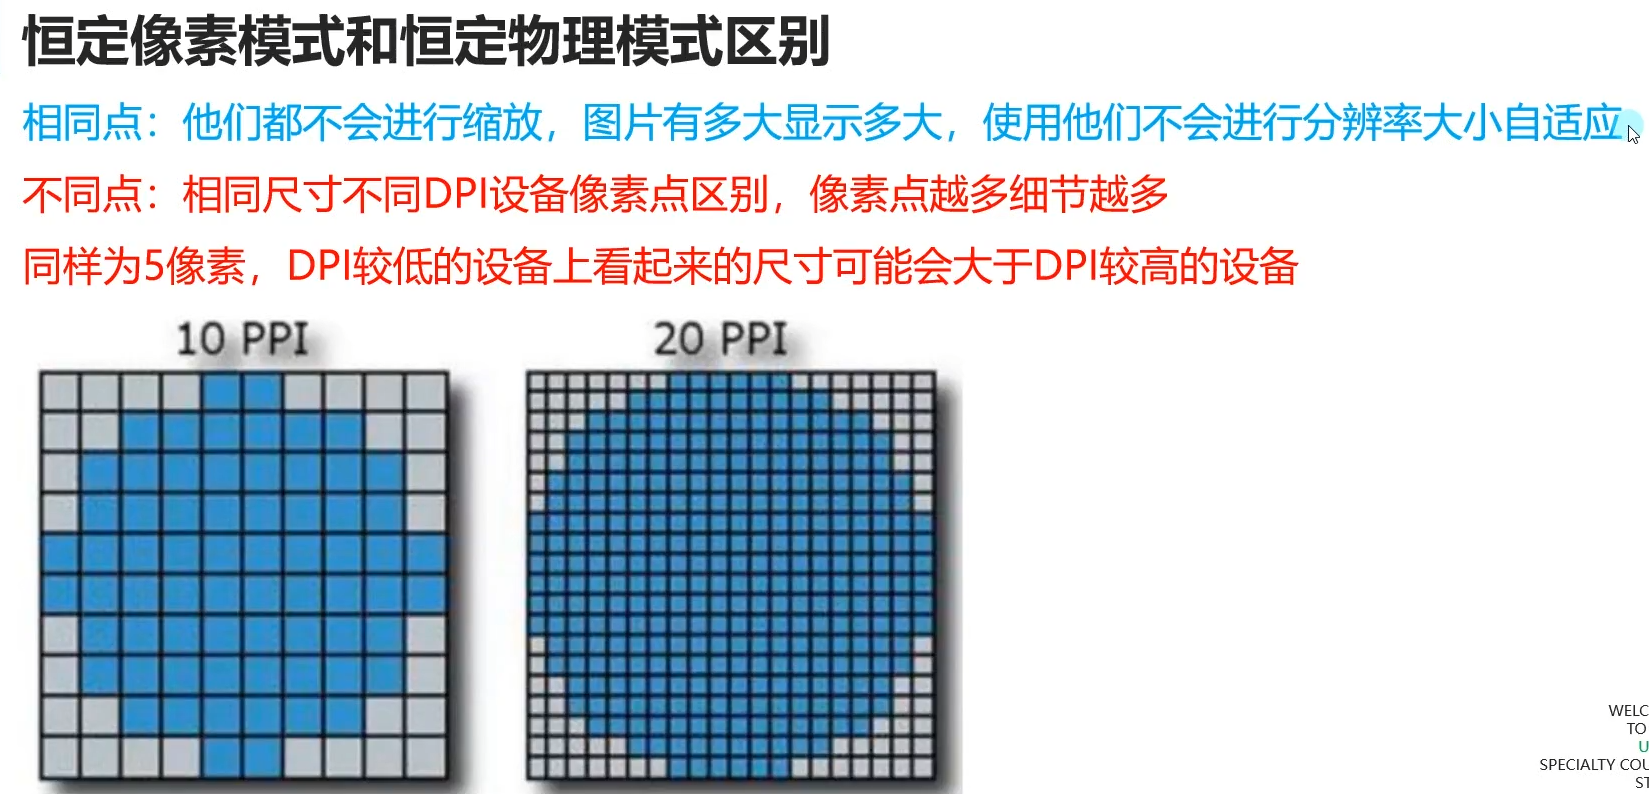 恒定像素模式和恒定物理模式区别
相同点：他们都不会进行缩放，图片有多大显示多大，使用他们不会进行分辨率大小自适应
不同点：相同尺寸不同DPI设备像素点区别，像素点越多细节越多
同样为5像素，DPI较低的设备上看起来的尺寸可能会大于DPI较高的设备
10 PPI
20 PPI
WELC
TO
U
SPECIALTY COU
ST